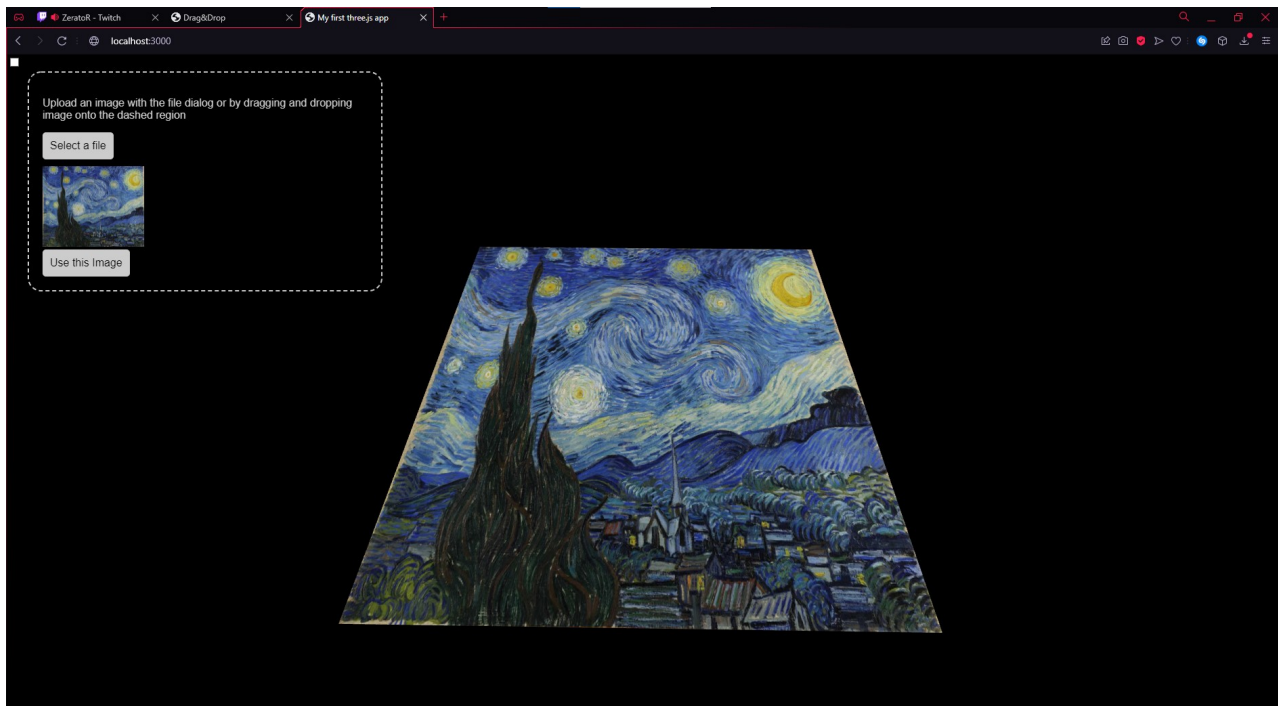 ZeratoR - Twitch
Drag&Drop
My first three.js app
localhost:3000
Upload an image with the file dialog or by dragging and dropping
image onto the dashed region
Select a file
Use this Image